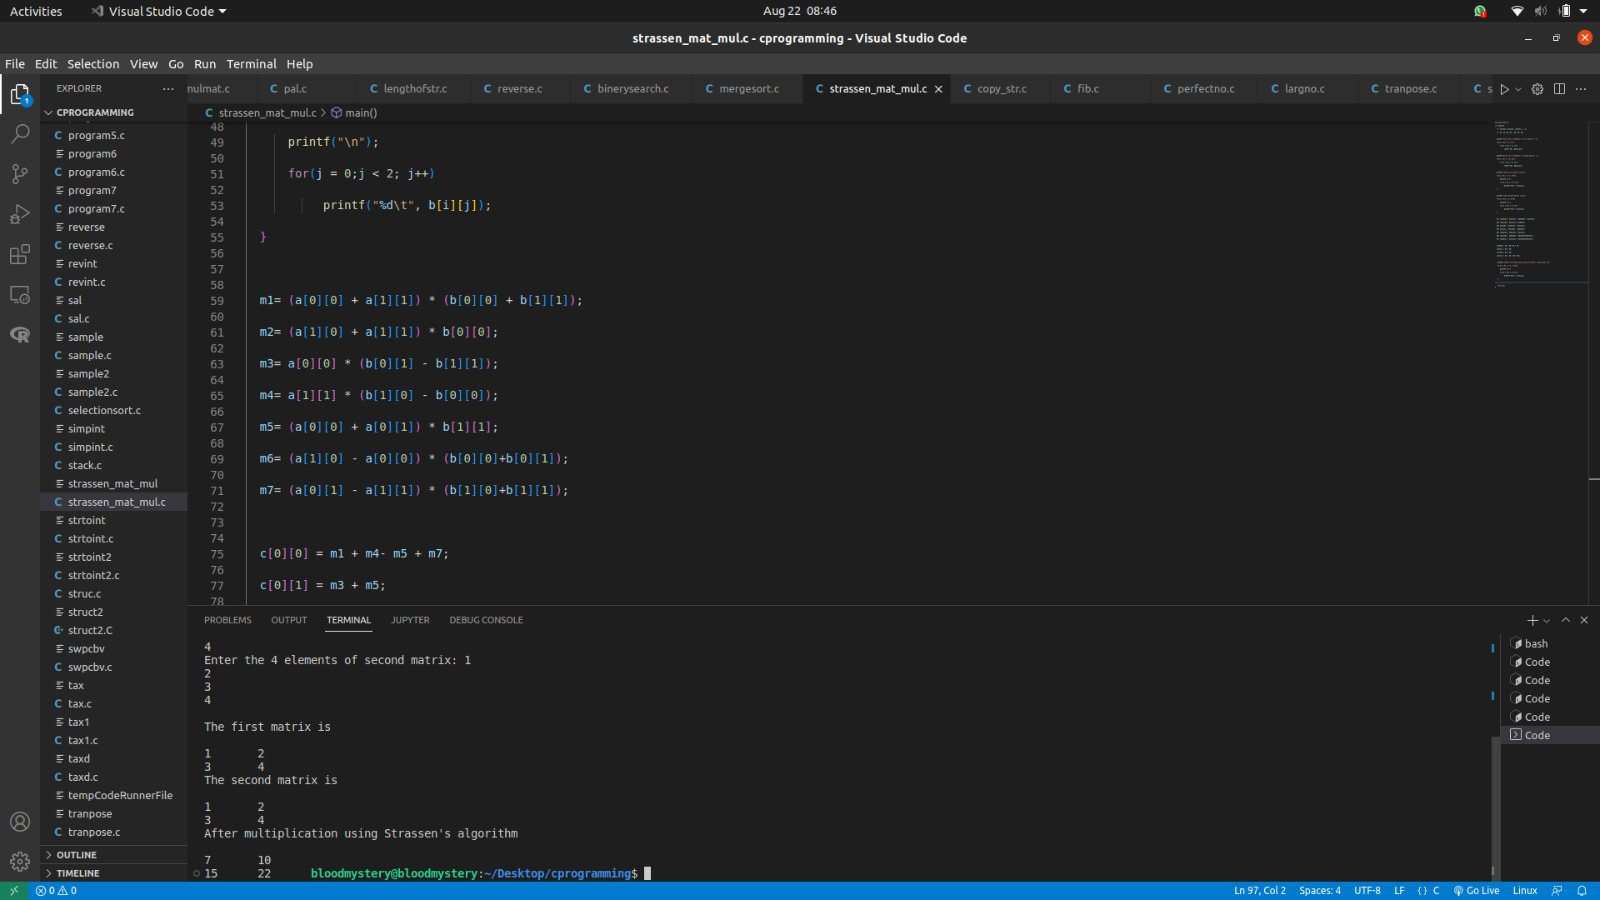 Activities
Visual Studio Code
Aug 22 08:46
strassen_mat_mul.c - cprogramming - Visual Studio Code
File Edit Selection View Go Run Terminal Help
EXPLORER
nulmat.c
pal.c
lengthofstr.c
reverse.c
binerysearch.c
mergesort.c
strassen_mat_mul.c
copy_str.c
fib.c
perfectno.c
largno.c
tranpose.c
s
CPROGRAMMING
program5.c
program6
program6.c
program7
program7.c
reverse
reverse.c
revint
revint.c
sal
sal.c
sample
sample.c
sample2
sample2.c
selectionsort.c
simpint
simpint.c
stack.c
strassen_mat_mul
strassen_mat_mul.c
strtoint
strtoint.c
strtoint2
strtoint2.c
struc.c
struct2
struct2.C
swpcbv
swpcbv.c
tax
tax.c
tax1
tax1.c
taxd
taxd.c
tempCodeRunnerFile
tranpose
tranpose.c
OUTLINE
TIMELINE
strassen_mat_mul.c > main()
48
49 printf("\n");
50
51 for(j = 0;j < 2; j++)
52
53 printf("%d\t", b[i][j]);
54
55 }
56
57
58
59 m1= (a[0][0] + a[1][1]) * (b[0][0] + b[1][1]);
60
61 m2= (a[1][0] + a[1][1]) * b[0][0];
62
63 m3= a[0][0] * (b[0][1] - b[1][1]);
64
65 m4= a[1][1] * (b[1][0] - b[0][0]);
66
67 m5= (a[0][0] + a[0][1]) * b[1][1];
68
69 m6= (a[1][0] - a[0][0]) * (b[0][0]+b[0][1]);
70
71 m7= (a[0][1] - a[1][1]) * (b[1][0]+b[1][1]);
72
73
74
75 c[0][0] = m1 + m4- m5 + m7;
76
77 c[0][1] = m3 + m5;
78
PROBLEMS OUTPUT TERMINAL JUPYTER DEBUG CONSOLE
4
Enter the 4 elements of second matrix: 1
2
3
4
The first matrix is
1 2
3 4
The second matrix is
1 2
3 4
After multiplication using Strassen's algorithm
7 10
15 22 bloodmystery@bloodmystery:~/Desktop/cprogramming$
bash
Code
Code
Code
Code
Code
0 0
Ln 97, Col 2 Spaces: 4 UTF-8 LF {} C Go Live Linux